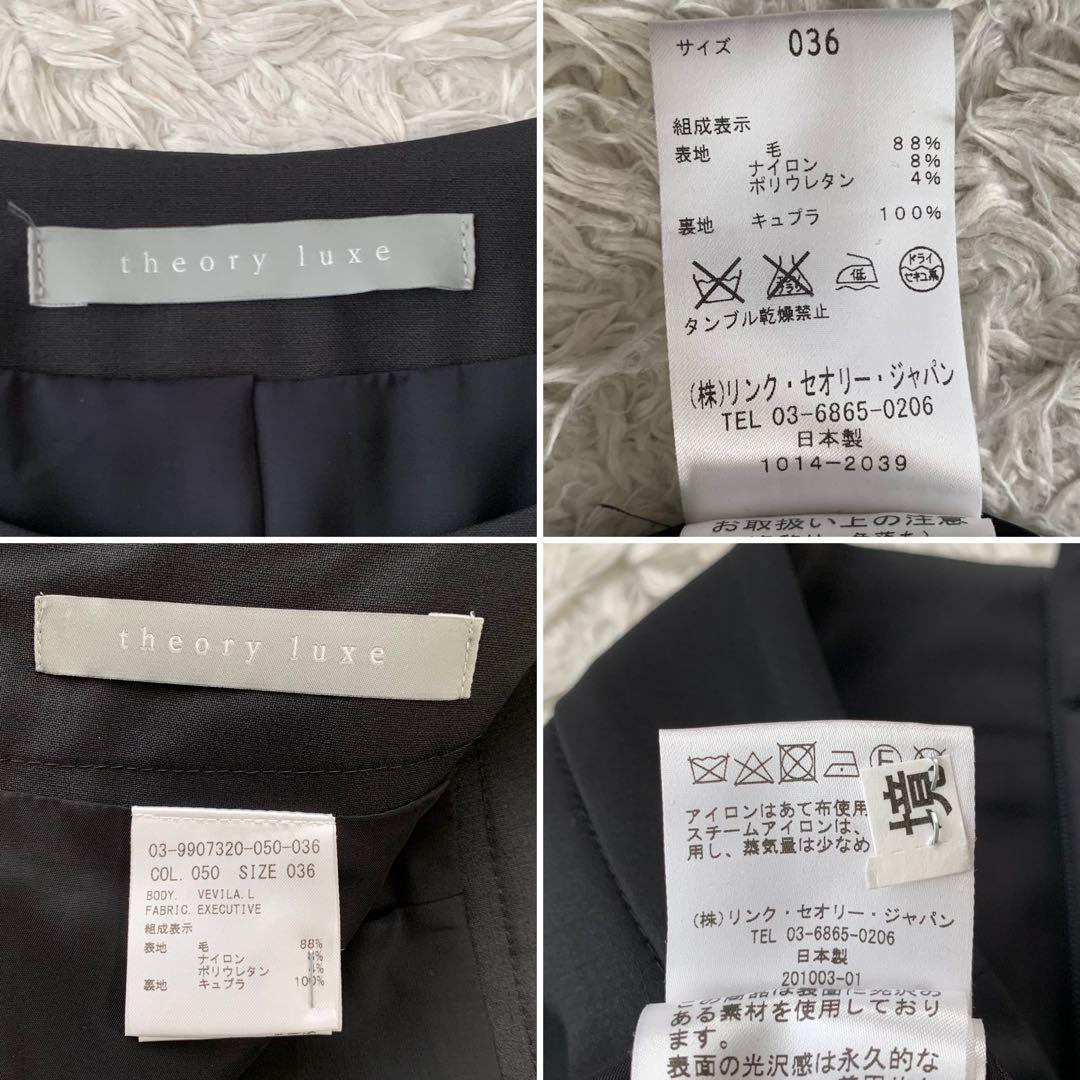 theory luxe
サイズ 036
組成表示
表地 毛 88%
ナイロン 8%
ポリウレタン 4%
裏地 キュプラ 100%
低
ドライ
セキユ系
タンブル乾燥禁止
(株)リンク・セオリー・ジャパン
TEL 03-6865-0206
日本製
1014-2039
お取扱い上の注意
theory luxe
03-9907320-050-036
COL. 050 SIZE 036
BODY. VEVILA.L
FABRIC. EXECUTIVE
組成表示
表地 毛 88%
ナイロン
ポリウレタン
裏地 キュプラ 100%
境
アイロンはあて布使用
スチームアイロンは、
用し、蒸気量は少なめ
(株)リンク・セオリー・ジャパン
TEL 03-6865-0206
日本製
201003-01
この商品は表面に光沢の
ある素材を使用しており
ます。
表面の光沢感は永久的な